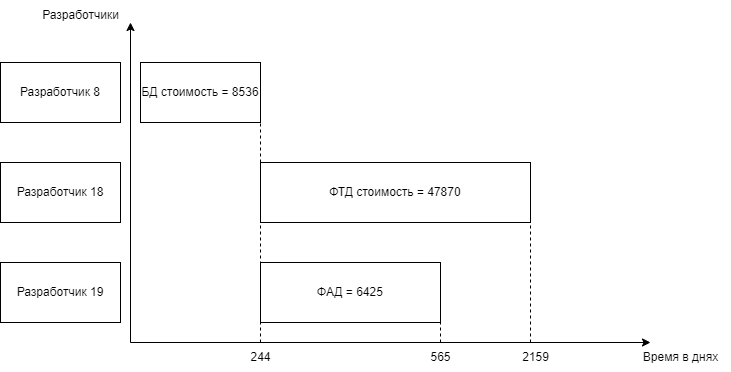 Разработчики
Разработчик 8
БД стоимость = 8536
Разработчик 18
ФТД стоимость = 47870
Разработчик 19
ФАД = 6425
244
565
2159
Время в днях